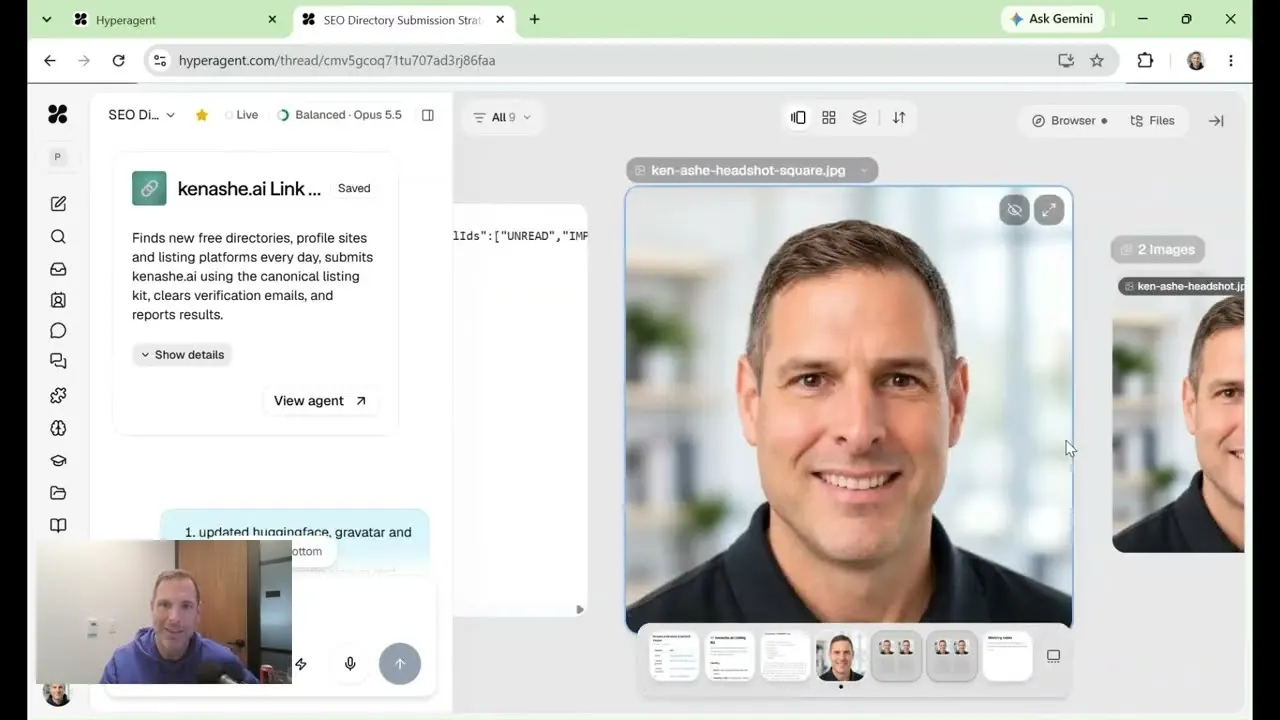 Hyperagent
SEO Directory Submission Strat
Ask Gemini
hyperagent.com/thread/cmv5gcoq71tu707ad3rj86faa
SEO Di...
Live
Balanced · Opus 5.5
All 9
Browser
Files
P
kenashe.ai Link ...
Saved
Finds new free directories, profile sites
and listing platforms every day, submits
kenashe.ai using the canonical listing
kit, clears verification emails, and
reports results.
Show details
View agent
1. updated huggingface, gravatar and
ottom
lIds":["UNREAD","IMP
ken-ashe-headshot-square.jpg
2 Images
ken-ashe-headshot.jp